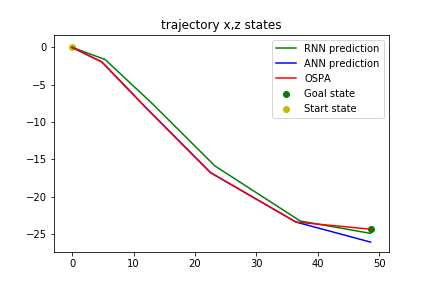 trajectory x,z states
RNN prediction
ANN prediction
OSPA
Goal state
Start state
0
−5
−10
−15
−20
−25
0 10 20 30 40 50